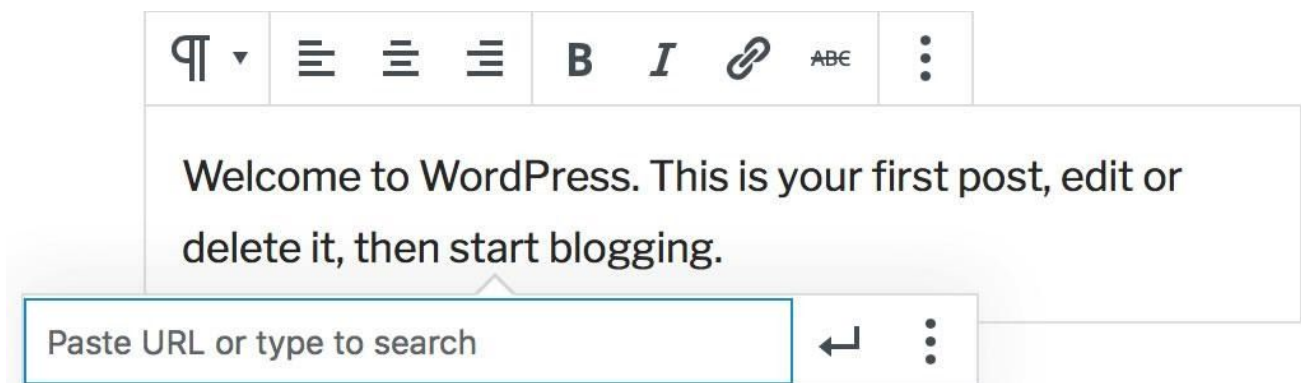 B I ABC
Welcome to WordPress. This is your first post, edit or
delete it, then start blogging.
Paste URL or type to search